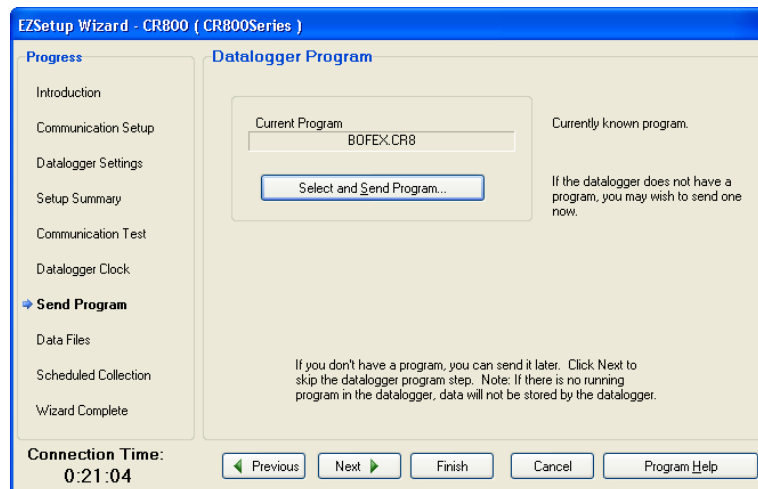 EZSetup Wizard - CR800 ( CR800Series )
Progress
Introduction
Communication Setup
Datalogger Settings
Setup Summary
Communication Test
Datalogger Clock
Send Program
Data Files
Scheduled Collection
Wizard Complete
Connection Time:
0:21:04
Datalogger Program
Current Program
BOFEX.CR8
Select and Send Program...
Currently known program.
If the datalogger does not have a
program, you may wish to send one
now.
If you don't have a program, you can send it later. Click Next to
skip the datalogger program step. Note: If there is no running
program in the datalogger, data will not be stored by the datalogger.
Previous
Next
Finish
Cancel
Program Help